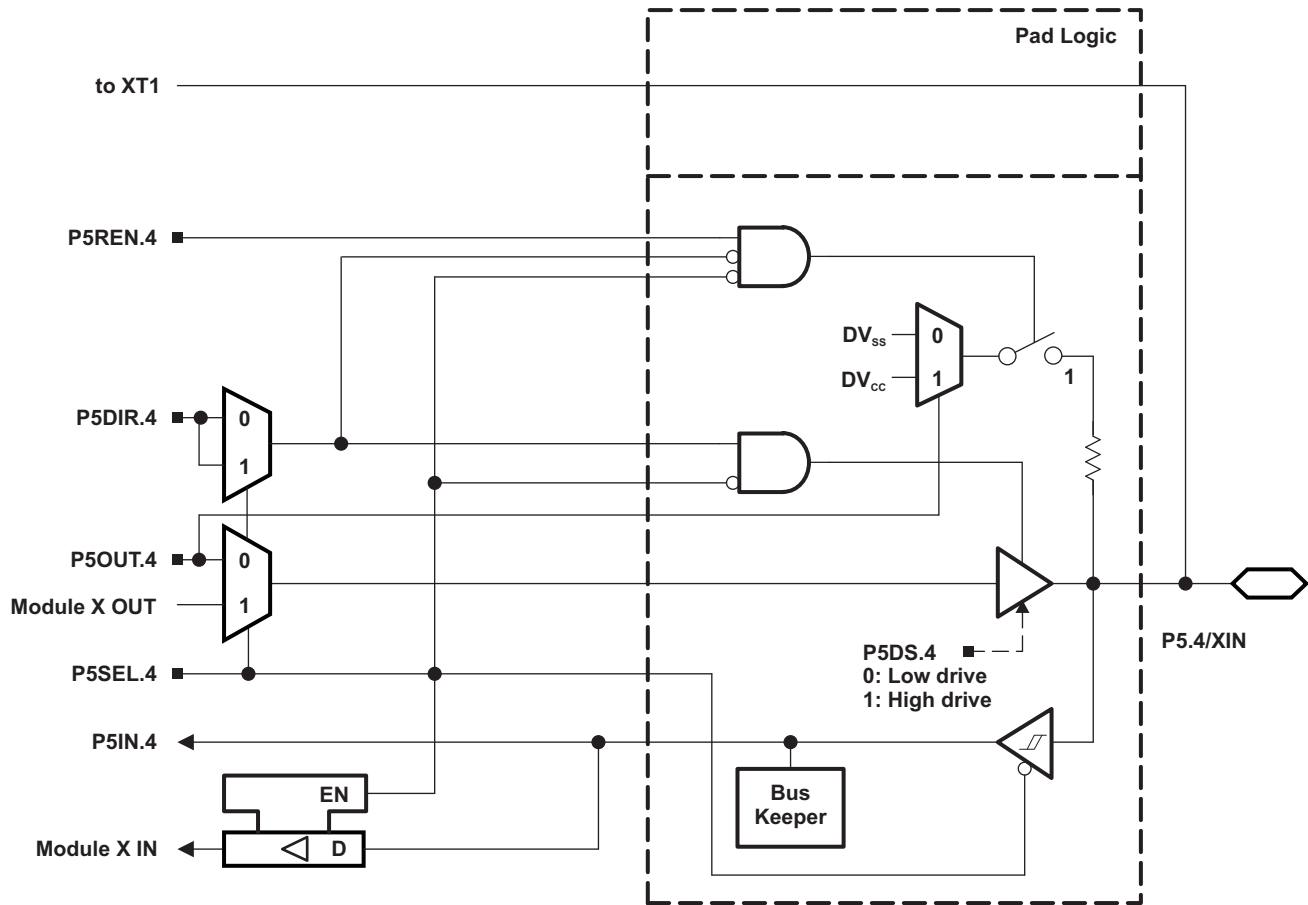 Pad Logic
to XT1
P5REN.4
DVSS
0
DVCC
1
1
P5DIR.4
0
1
P5OUT.4
0
Module X OUT
1
P5DS.4
0: Low drive
1: High drive
P5.4/XIN
P5SEL.4
P5IN.4
EN
Bus
Keeper
Module X IN
D